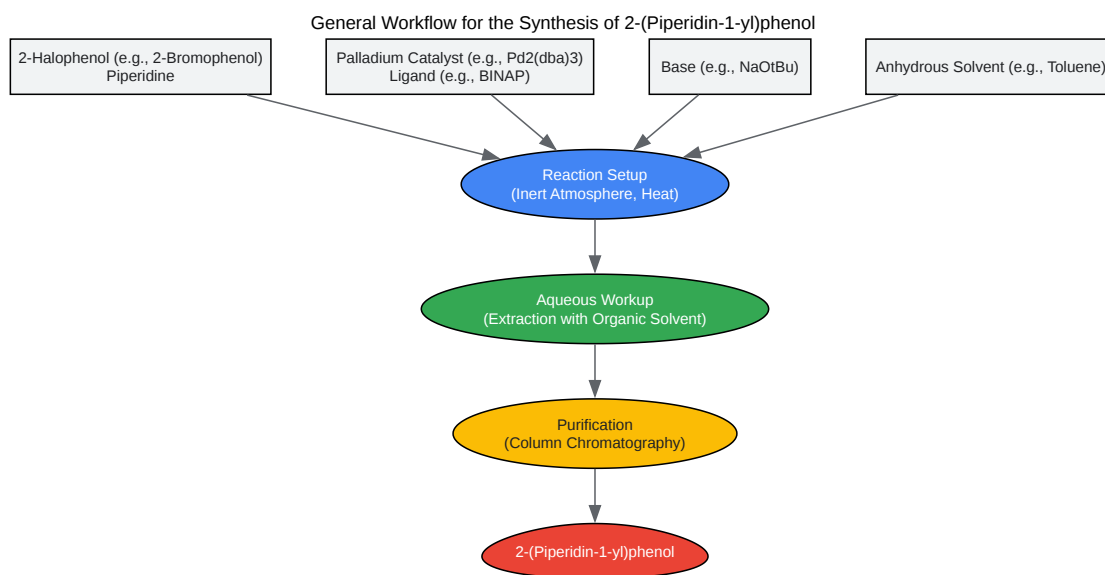 General Workflow for the Synthesis of 2-(Piperidin-1-yl)phenol
2-Halophenol (e.g., 2-Bromophenol)
Piperidine
Palladium Catalyst (e.g., Pd2(dba)3)
Ligand (e.g., BINAP)
Base (e.g., NaOtBu)
Anhydrous Solvent (e.g., Toluene)
Reaction Setup
(Inert Atmosphere, Heat)
Aqueous Workup
(Extraction with Organic Solvent)
Purification
(Column Chromatography)
2-(Piperidin-1-yl)phenol